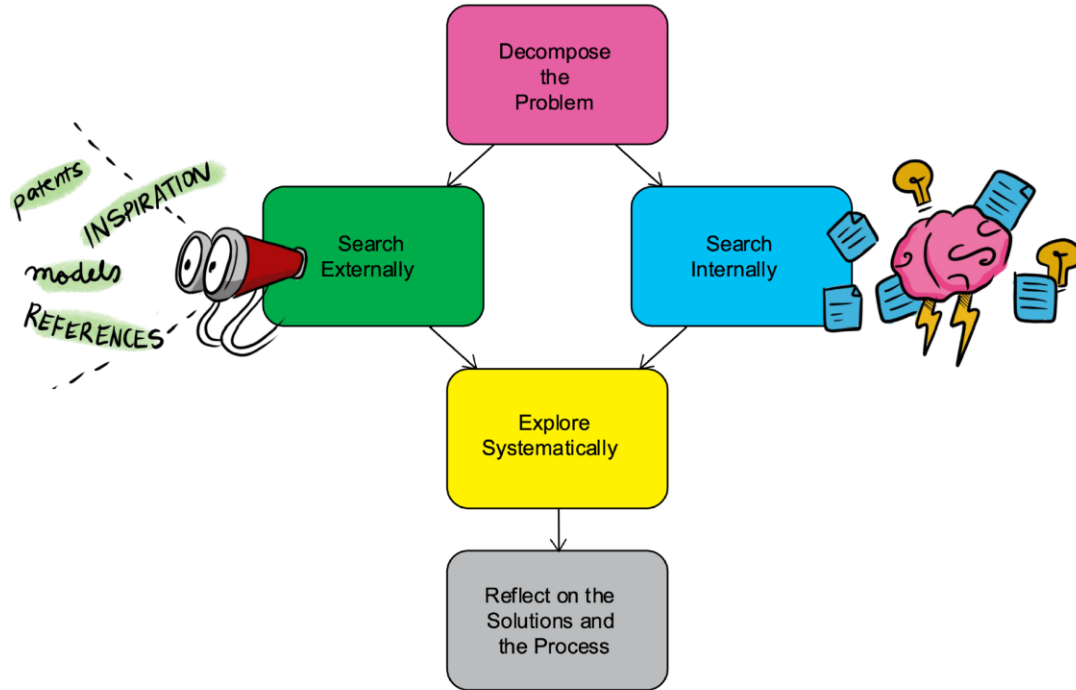 Decompose
the
Problem
patents
INSPIRATION
models
REFERENCES
Search
Externally
Search
Internally
Explore
Systematically
Reflect on the
Solutions and
the Process